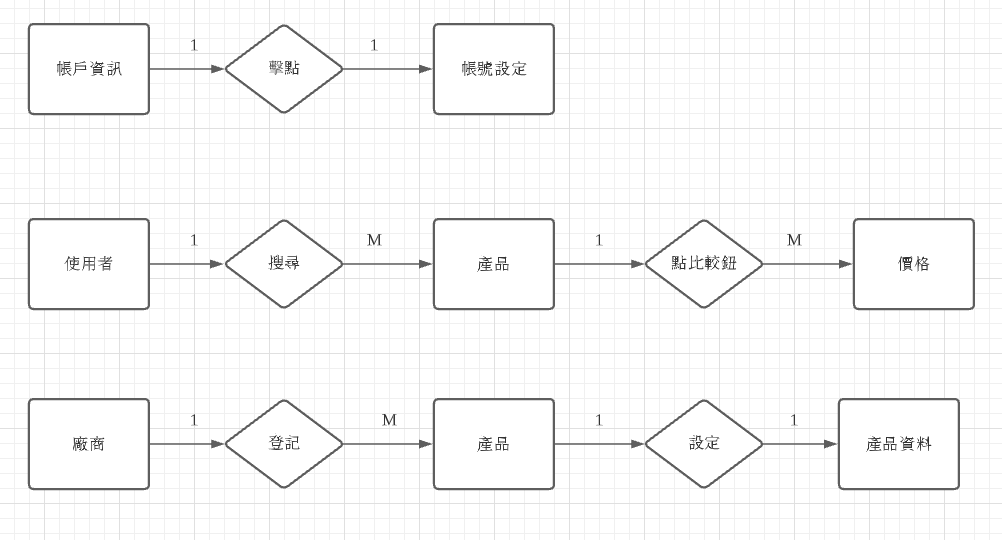 1 1
帳戶資訊 擊點 帳號設定
1 M 1 M
使用者 搜尋 產品 點比較鈕 價格
1 M 1 1
廠商 登記 產品 設定 產品資料